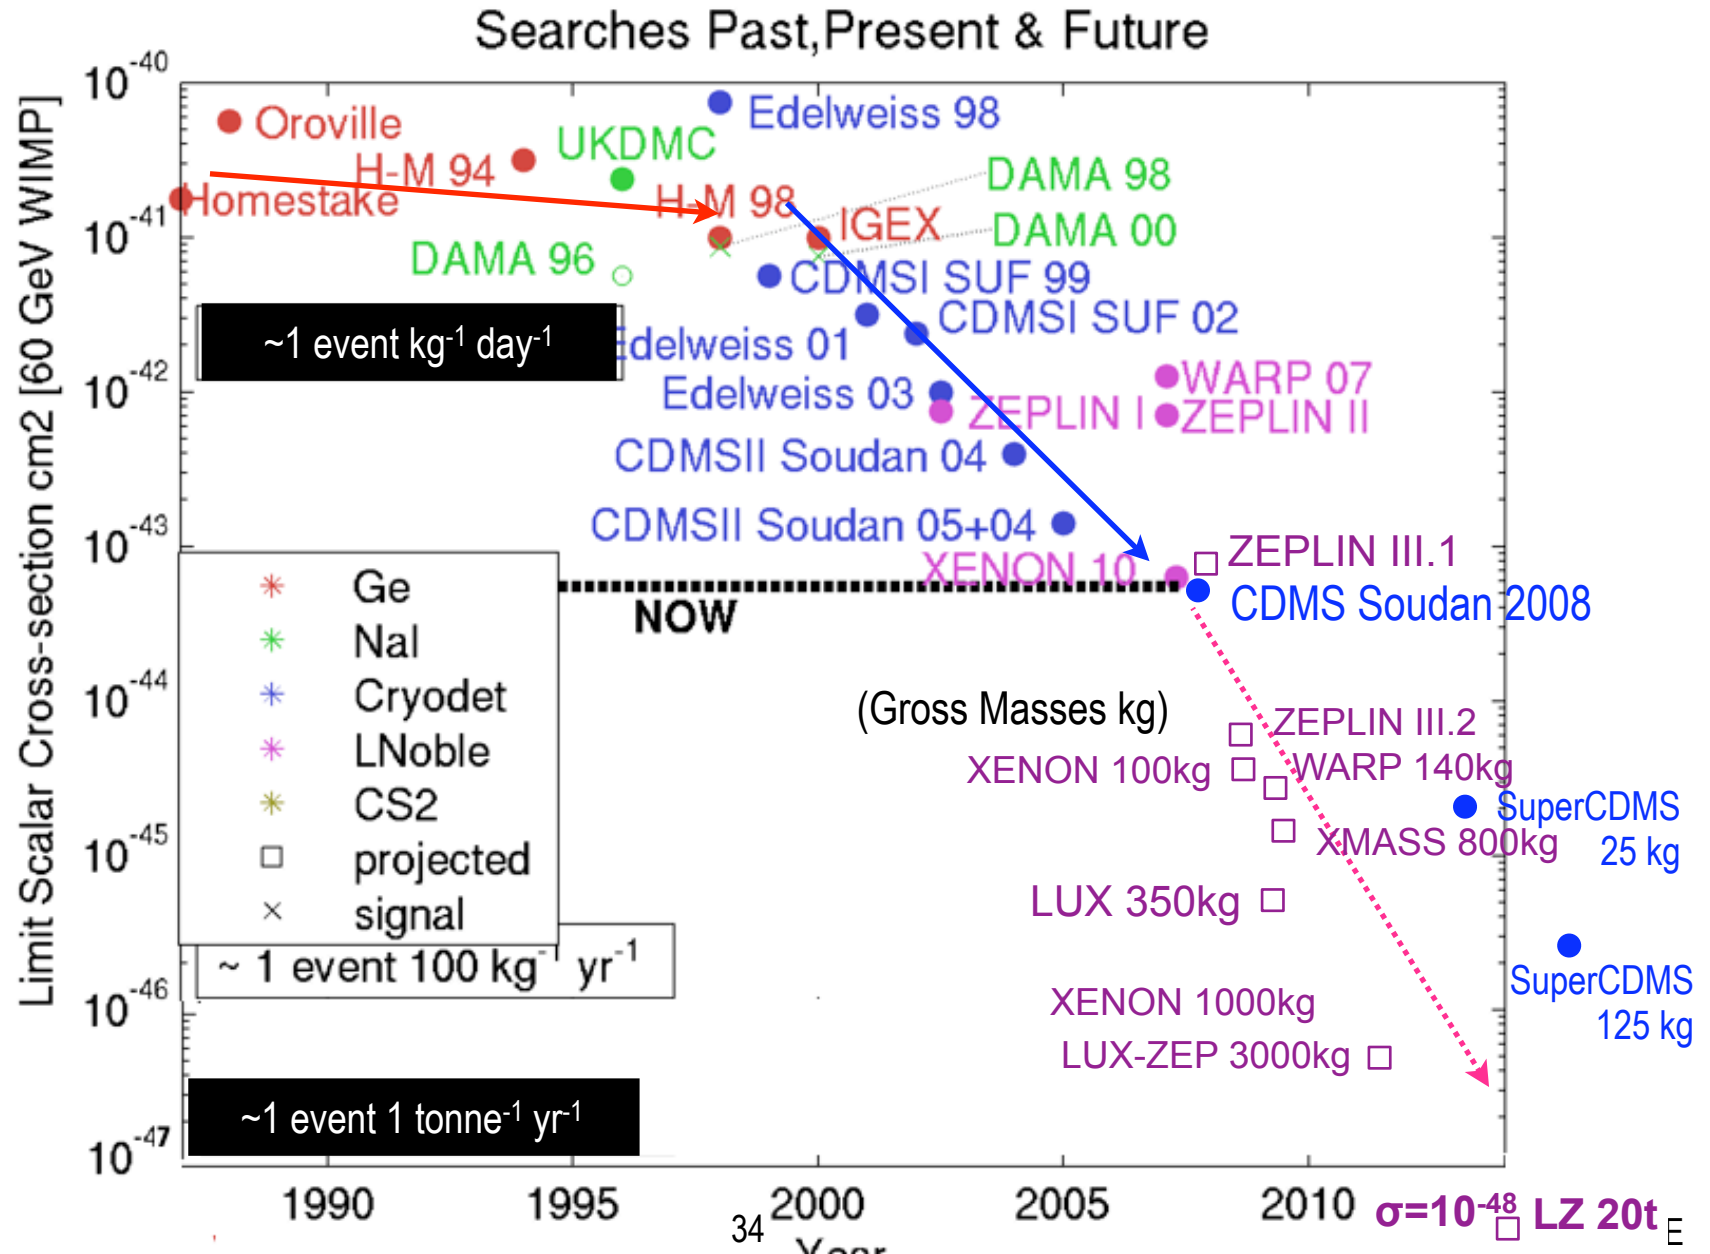 Searches Past,Present & Future
Limit Scalar Cross-section cm2 [60 GeV WIMP]
10-40
10-41
10-42
10-43
10-44
10-45
10-46
10-47
Oroville
Edelweiss 98
UKDMC
H-M 94
DAMA 98
Homestake
H-M 98
IGEX
DAMA 00
DAMA 96
CDMSI SUF 99
~1 event kg-1 day-1
CDMSI SUF 02
Edelweiss 01
WARP 07
Edelweiss 03
ZEPLIN I
ZEPLIN II
CDMSII Soudan 04
CDMSII Soudan 05+04
ZEPLIN III.1
XENON 10
CDMS Soudan 2008
NOW
Ge
NaI
Cryodet
LNoble
CS2
projected
signal
(Gross Masses kg)
ZEPLIN III.2
XENON 100kg
WARP 140kg
SuperCDMS
25 kg
XMASS 800kg
LUX 350kg
~ 1 event 100 kg-1 yr-1
SuperCDMS
125 kg
XENON 1000kg
LUX-ZEP 3000kg
~1 event 1 tonne-1 yr-1
1990
1995
2000
2005
2010
σ=10-48 LZ 20t
34
Year
E